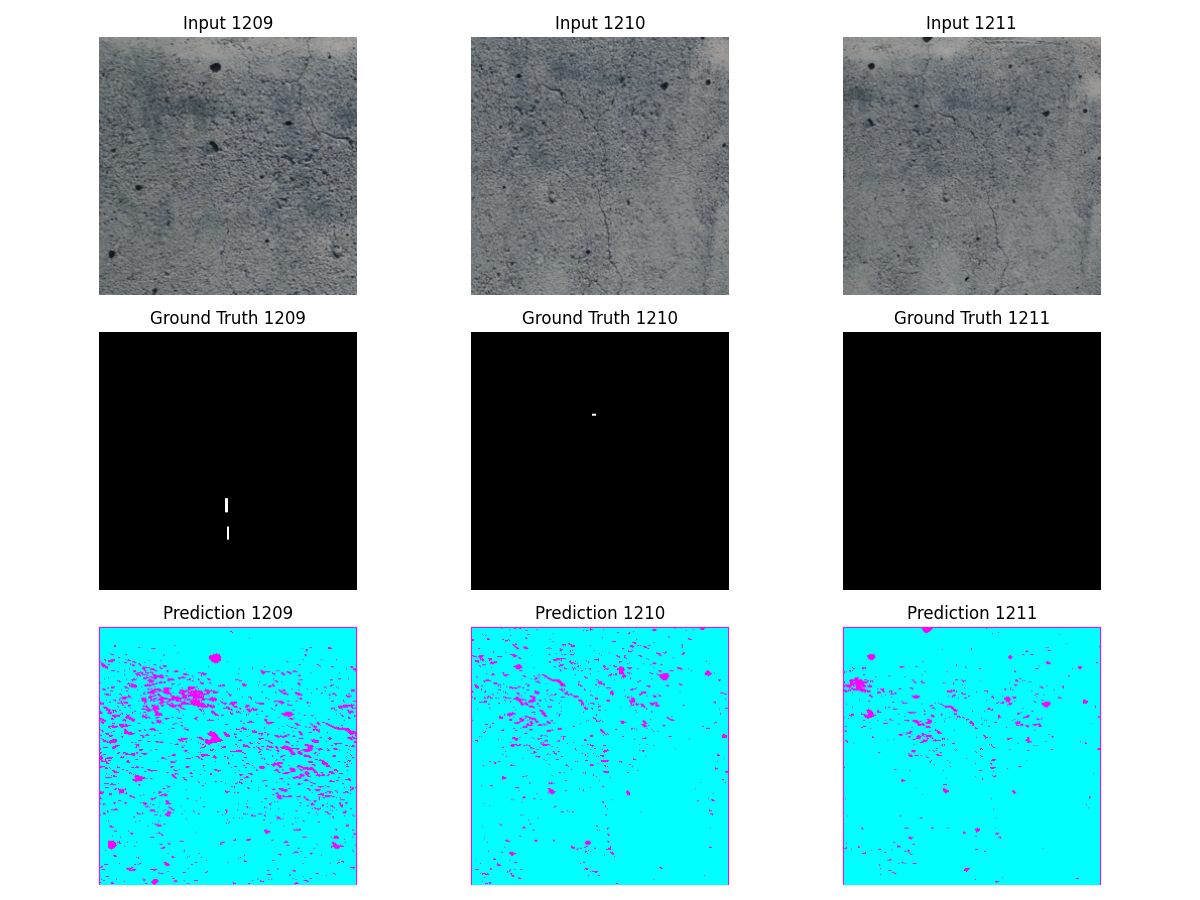 Input 1209
Input 1210
Input 1211
Ground Truth 1209
Ground Truth 1210
Ground Truth 1211
Prediction 1209
Prediction 1210
Prediction 1211